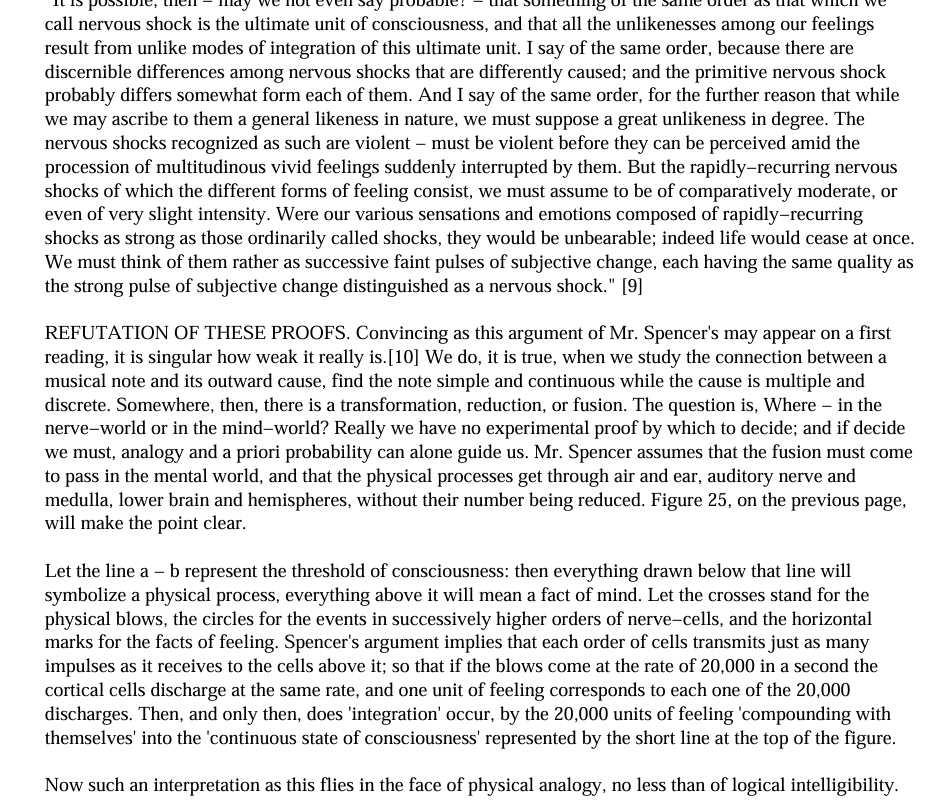 "It is possible, then – may we not even say probable? – that something of the same order as that which we
call nervous shock is the ultimate unit of consciousness, and that all the unlikenesses among our feelings
result from unlike modes of integration of this ultimate unit. I say of the same order, because there are
discernible differences among nervous shocks that are differently caused; and the primitive nervous shock
probably differs somewhat form each of them. And I say of the same order, for the further reason that while
we may ascribe to them a general likeness in nature, we must suppose a great unlikeness in degree. The
nervous shocks recognized as such are violent – must be violent before they can be perceived amid the
procession of multitudinous vivid feelings suddenly interrupted by them. But the rapidly–recurring nervous
shocks of which the different forms of feeling consist, we must assume to be of comparatively moderate, or
even of very slight intensity. Were our various sensations and emotions composed of rapidly–recurring
shocks as strong as those ordinarily called shocks, they would be unbearable; indeed life would cease at once.
We must think of them rather as successive faint pulses of subjective change, each having the same quality as
the strong pulse of subjective change distinguished as a nervous shock." [9]
REFUTATION OF THESE PROOFS. Convincing as this argument of Mr. Spencer's may appear on a first
reading, it is singular how weak it really is.[10] We do, it is true, when we study the connection between a
musical note and its outward cause, find the note simple and continuous while the cause is multiple and
discrete. Somewhere, then, there is a transformation, reduction, or fusion. The question is, Where – in the
nerve–world or in the mind–world? Really we have no experimental proof by which to decide; and if decide
we must, analogy and a priori probability can alone guide us. Mr. Spencer assumes that the fusion must come
to pass in the mental world, and that the physical processes get through air and ear, auditory nerve and
medulla, lower brain and hemispheres, without their number being reduced. Figure 25, on the previous page,
will make the point clear.
Let the line a – b represent the threshold of consciousness: then everything drawn below that line will
symbolize a physical process, everything above it will mean a fact of mind. Let the crosses stand for the
physical blows, the circles for the events in successively higher orders of nerve–cells, and the horizontal
marks for the facts of feeling. Spencer's argument implies that each order of cells transmits just as many
impulses as it receives to the cells above it; so that if the blows come at the rate of 20,000 in a second the
cortical cells discharge at the same rate, and one unit of feeling corresponds to each one of the 20,000
discharges. Then, and only then, does 'integration' occur, by the 20,000 units of feeling 'compounding with
themselves' into the 'continuous state of consciousness' represented by the short line at the top of the figure.
Now such an interpretation as this flies in the face of physical analogy, no less than of logical intelligibility.